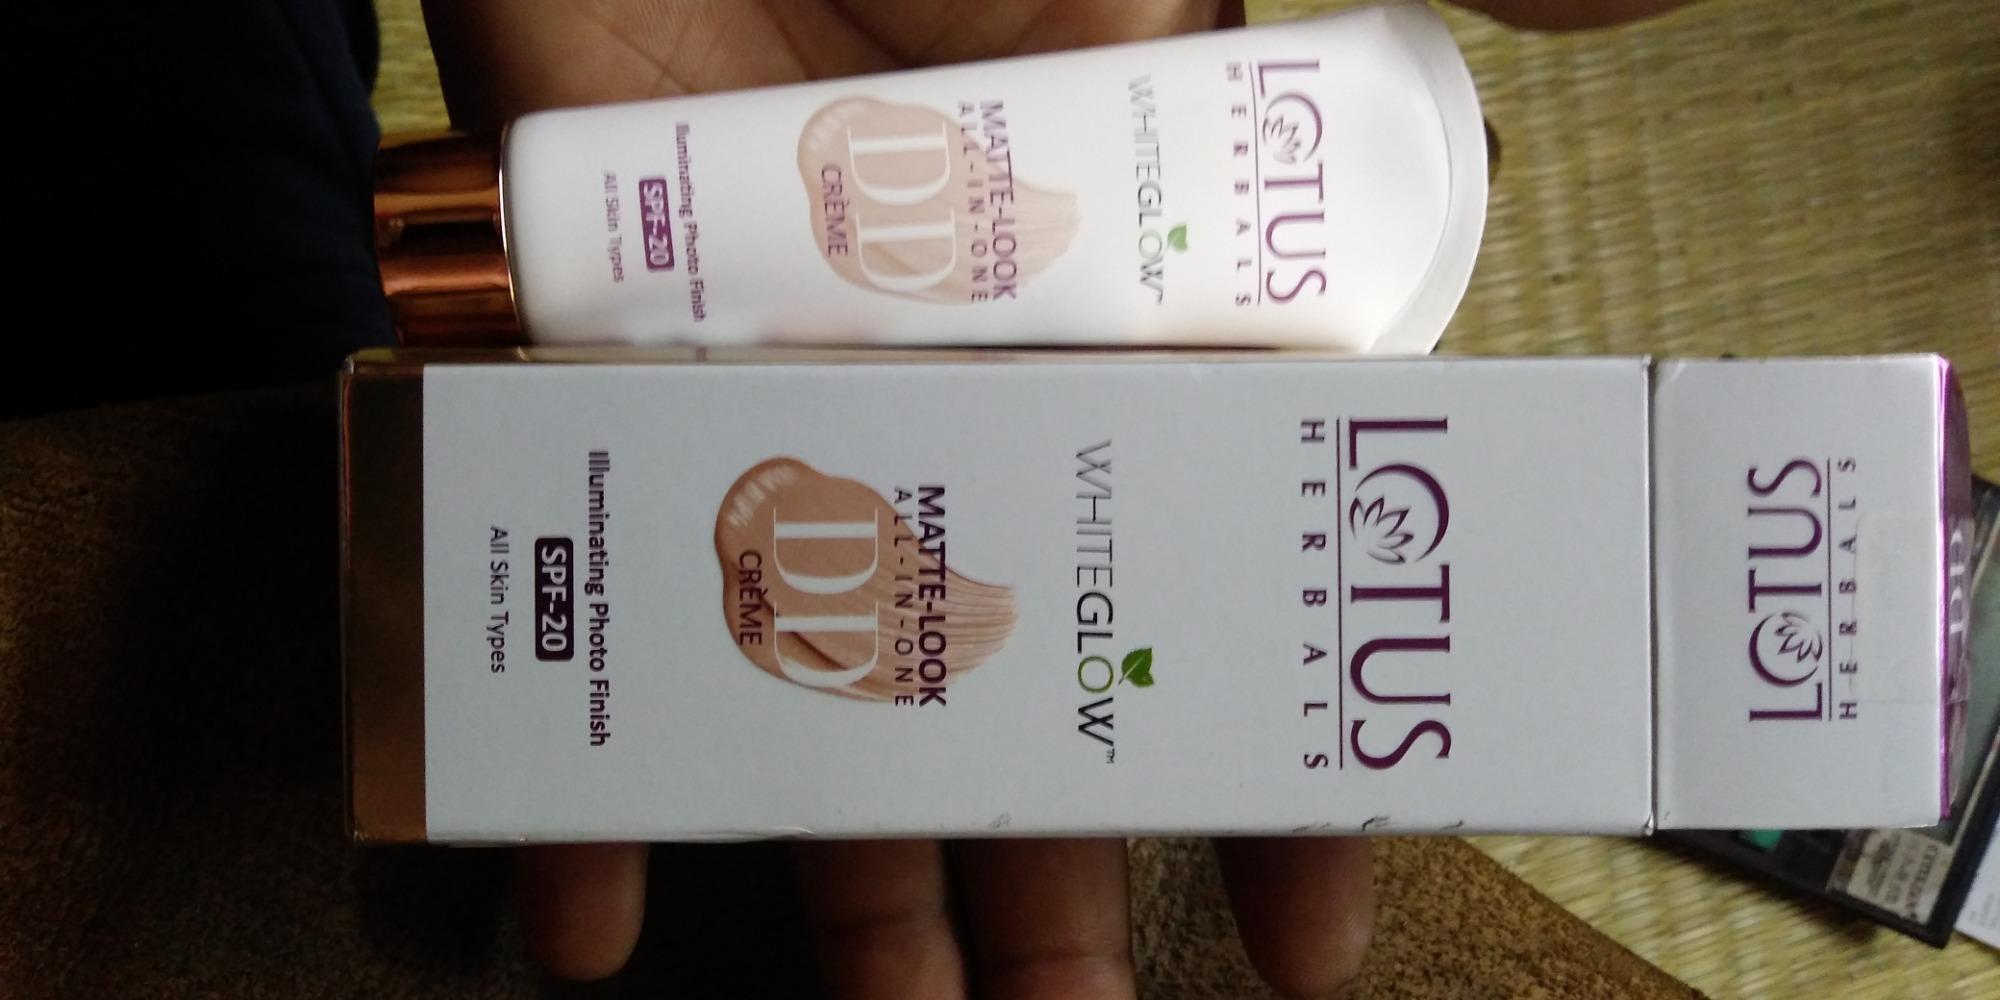 LOTUS
HERBALS
WHITEGLOW
MATTE-LOOK
ALL-IN-ONE
DD
CRÈME
Illuminating Photo Finish
SPF-20
All Skin Types
LOTUS
HERBALS
LOTUS
HERBALS
WHITEGLOW™
MATTE-LOOK
ALL-IN-ONE
DD
CRÈME
Illuminating Photo Finish
SPF-20
All Skin Types